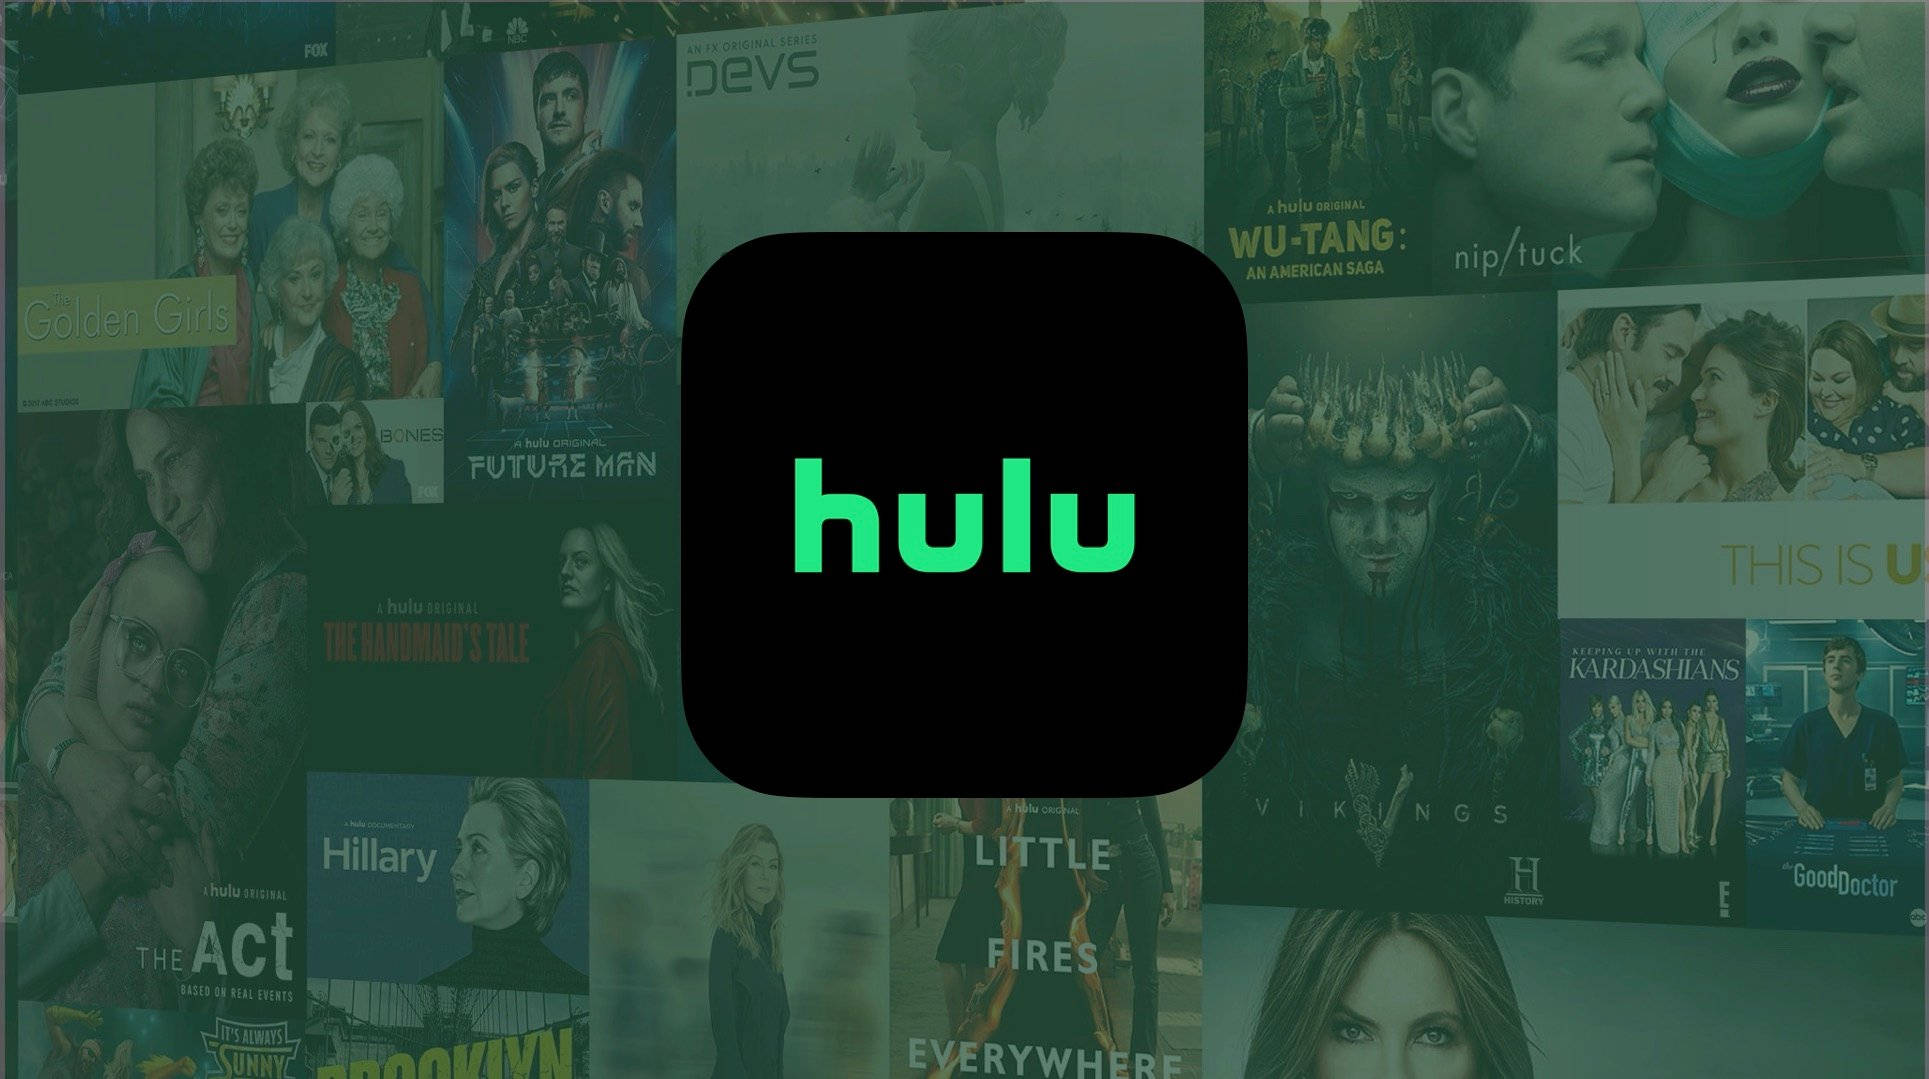 FOX
NBC
AN FX ORIGINAL SERIES
DEVS
A hulu ORIGINAL
WU-TANG:
AN AMERICAN SAGA
nip/tuck
The
Golden Girls
© 2017 ABC STUDIOS
A hulu ORIGINAL
FUTURE MAN
BONES
FOX
A hulu ORIGINAL
THE HANDMAID'S TALE
hulu
THIS IS US
KEEPING UP WITH THE
KARDASHIANS
E
VIKINGS
H
HISTORY
the
GoodDoctor
abc
A hulu DOCUMENTARY
Hillary
A hulu ORIGINAL
THE Act
BASED ON REAL EVENTS
A hulu ORIGINAL
LITTLE
FIRES
EVERYWHERE
IT'S ALWAYS
SUNNY
BROOKLYN